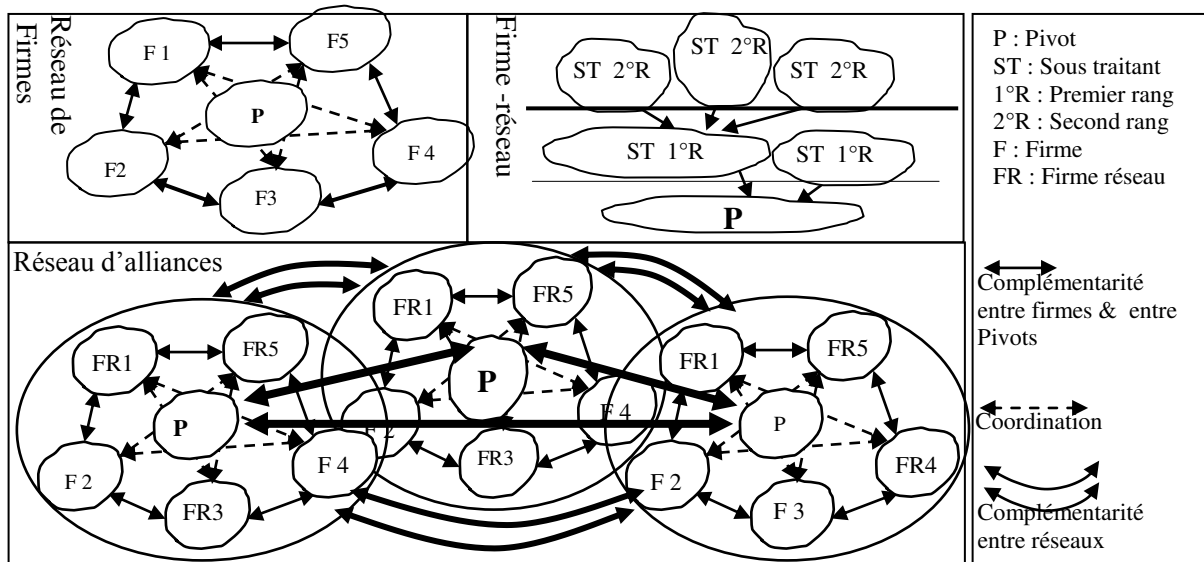 Réseau de
Firmes
F 1
F5
P
F2
F 4
F3
Firme -réseau
ST 2°R
ST 2°R
ST 2°R
ST 1°R
ST 1°R
P
P : Pivot
ST : Sous traitant
1°R : Premier rang
2°R : Second rang
F : Firme
FR : Firme réseau
Complémentarité
entre firmes & entre
Pivots
Coordination
Complémentarité
entre réseaux
Réseau d'alliances
FR1
FR5
P
F 2
F 4
FR3
FR1
FR5
P
F 2
F 4
FR3
FR1
FR5
P
F 2
FR4
F 3